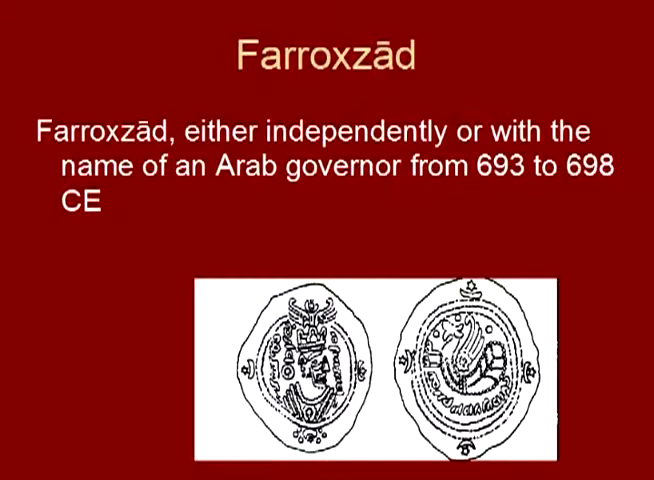 Farroxzād
Farroxzād, either independently or with the
name of an Arab governor from 693 to 698
CE